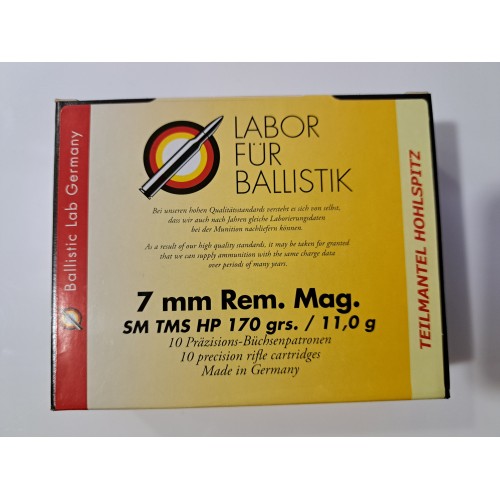 Ballistic Lab Germany
LABOR
FÜR
BALLISTIK
Bei unseren hohen Qualitätsstandards versteht es sich von selbst,
dass wir auch nach Jahren gleiche Laborierungsdaten
bei der Munition nachliefern können.
As a result of our high quality standards, it may be taken for granted
that we can supply ammunition with the same charge data
over periods of many years.
7 mm Rem. Mag.
SM TMS HP 170 grs. / 11,0 g
10 Präzisions-Büchsenpatronen
10 precision rifle cartridges
Made in Germany
TEILMANTEL HOHLSPITZ